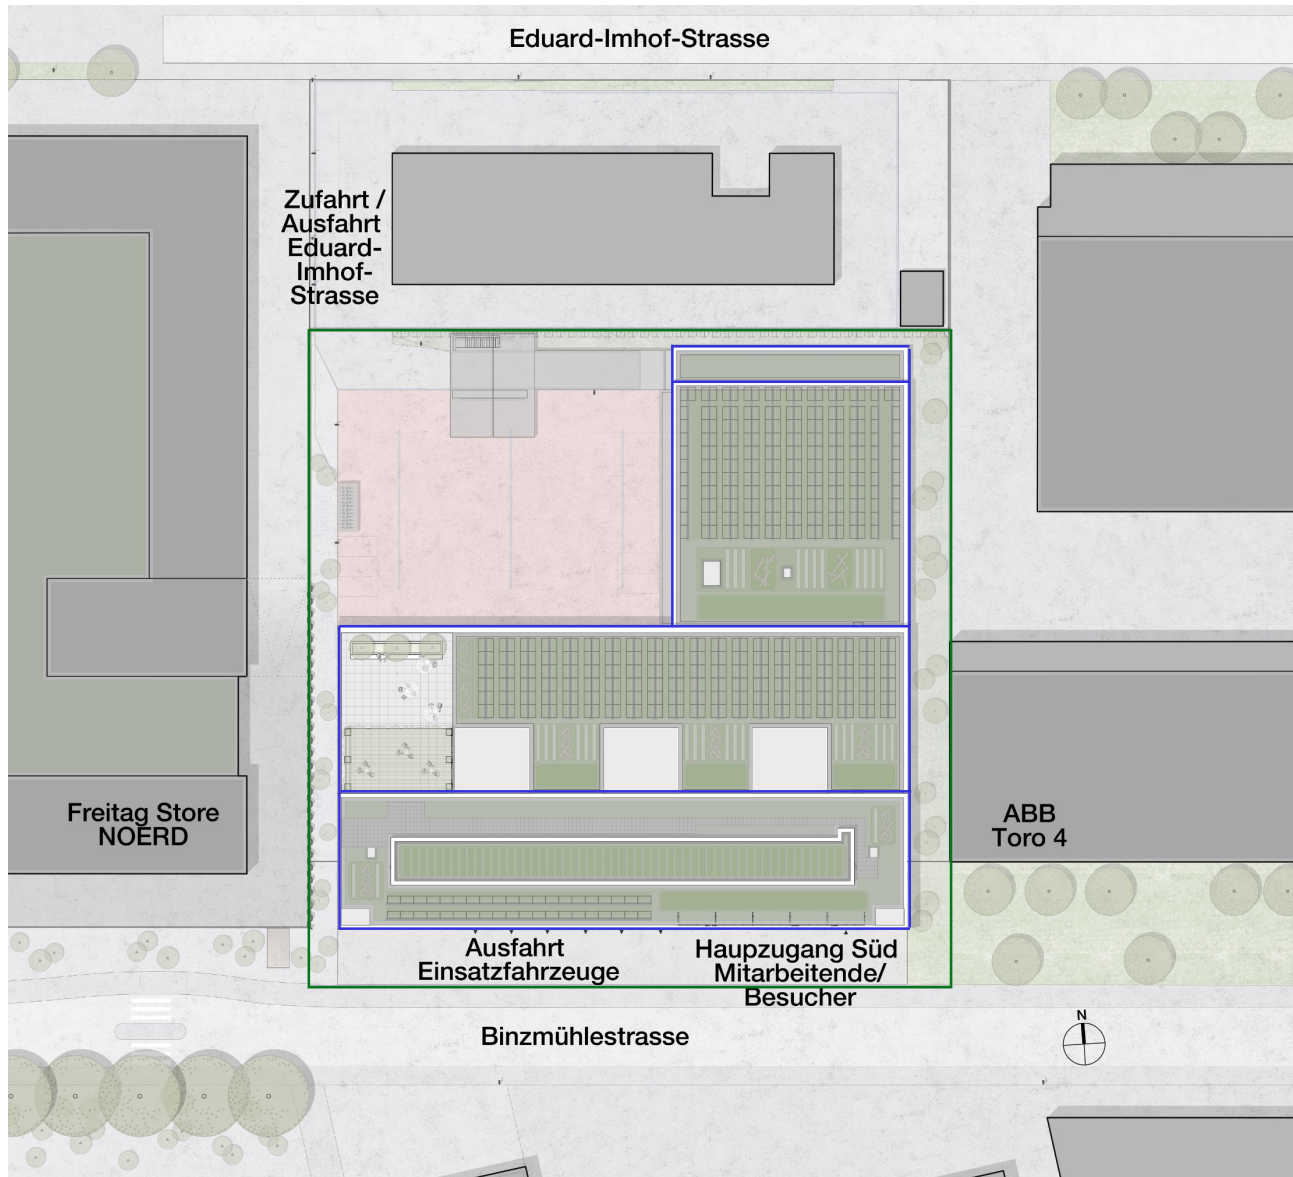 Eduard-Imhof-Strasse
Zufahrt /
Ausfahrt
Eduard-
Imhof-
Strasse
Freitag Store
NOERD
ABB
Toro 4
Ausfahrt
Einsatzfahrzeuge
Haupzugang Süd
Mitarbeitende/
Besucher
Binzmühlestrasse
N